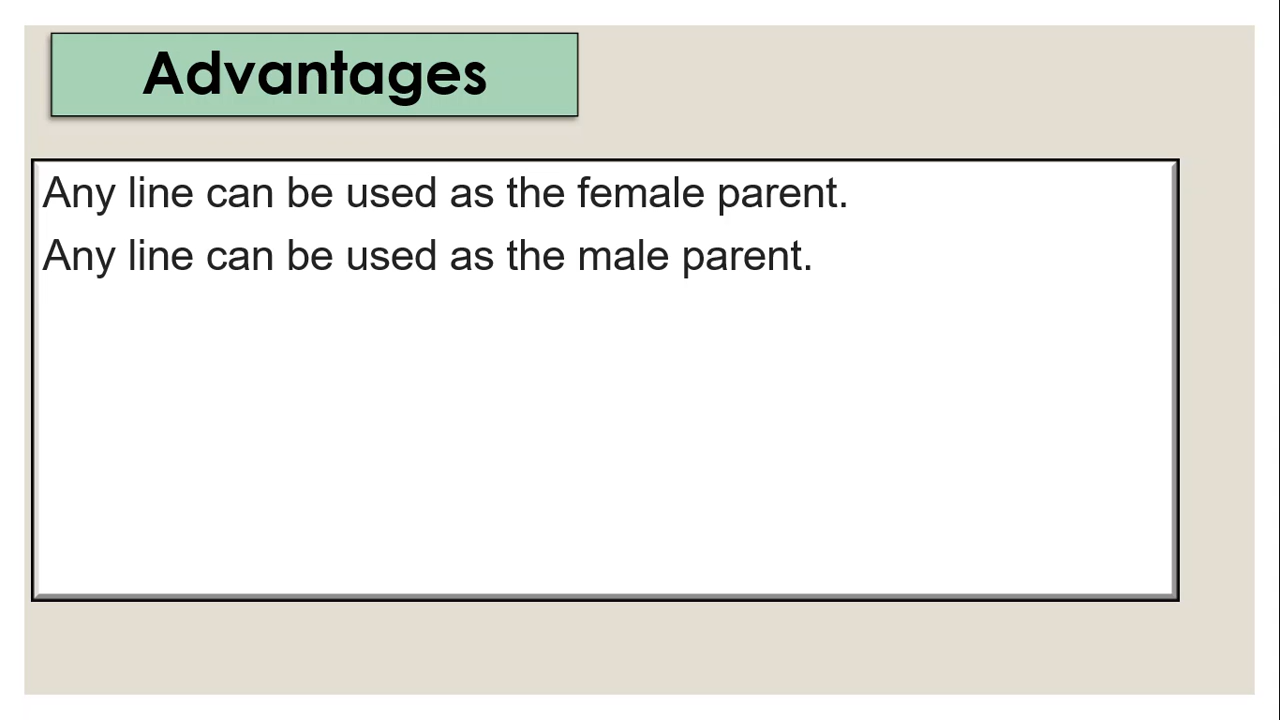 Advantages
Any line can be used as the female parent.
Any line can be used as the male parent.